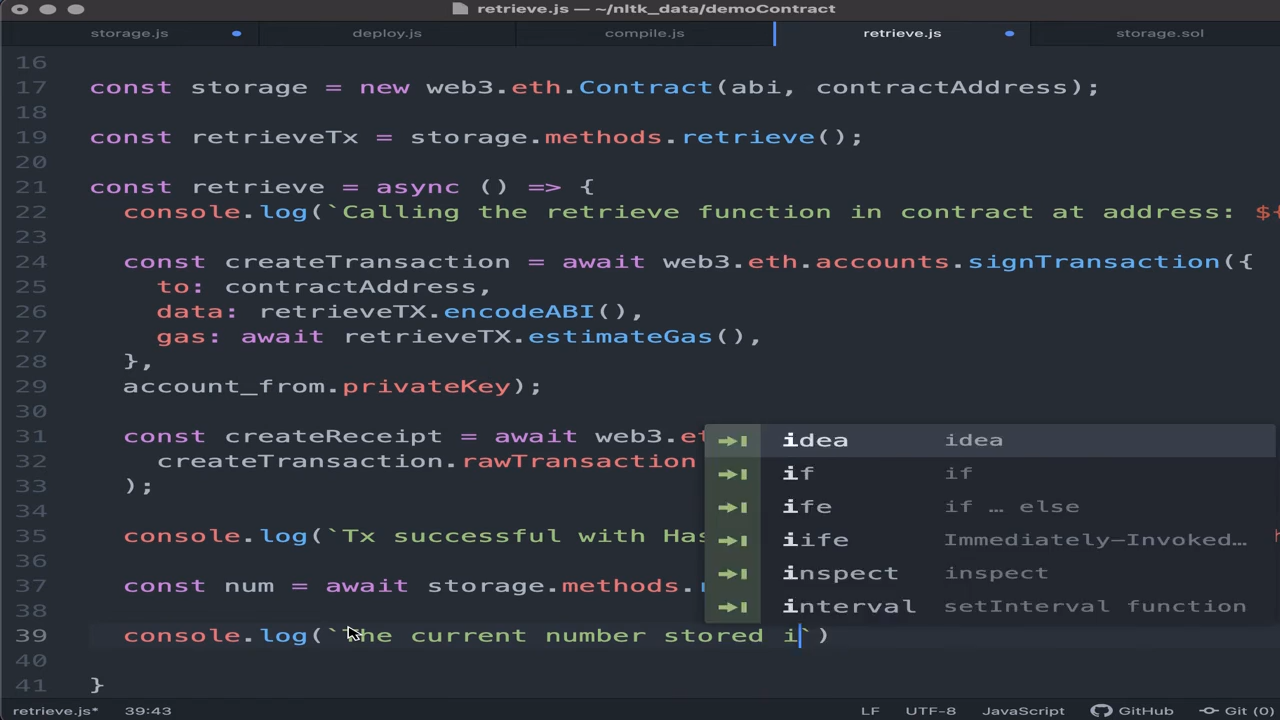 retrieve.js — ~/nltk_data/demoContract
storage.js deploy.js compile.js retrieve.js storage.sol
16
17 const storage = new web3.eth.Contract(abi, contractAddress);
18
19 const retrieveTx = storage.methods.retrieve();
20
21 const retrieve = async () => {
22 console.log(`Calling the retrieve function in contract at address: ${
23
24 const createTransaction = await web3.eth.accounts.signTransaction({
25 to: contractAddress,
26 data: retrieveTX.encodeABI(),
27 gas: await retrieveTX.estimateGas(),
28 },
29 account_from.privateKey);
30
31 const createReceipt = await web3.et
32 createTransaction.rawTransaction
33 );
34
35 console.log(`Tx successful with Has
36
37 const num = await storage.methods.
38
39 console.log(`The current number stored i`)
40
41 }
idea idea
if if
ife if … else
iife Immediately-Invoked…
inspect inspect
interval setInterval function
retrieve.js* 39:43 LF UTF-8 JavaScript GitHub Git (0)